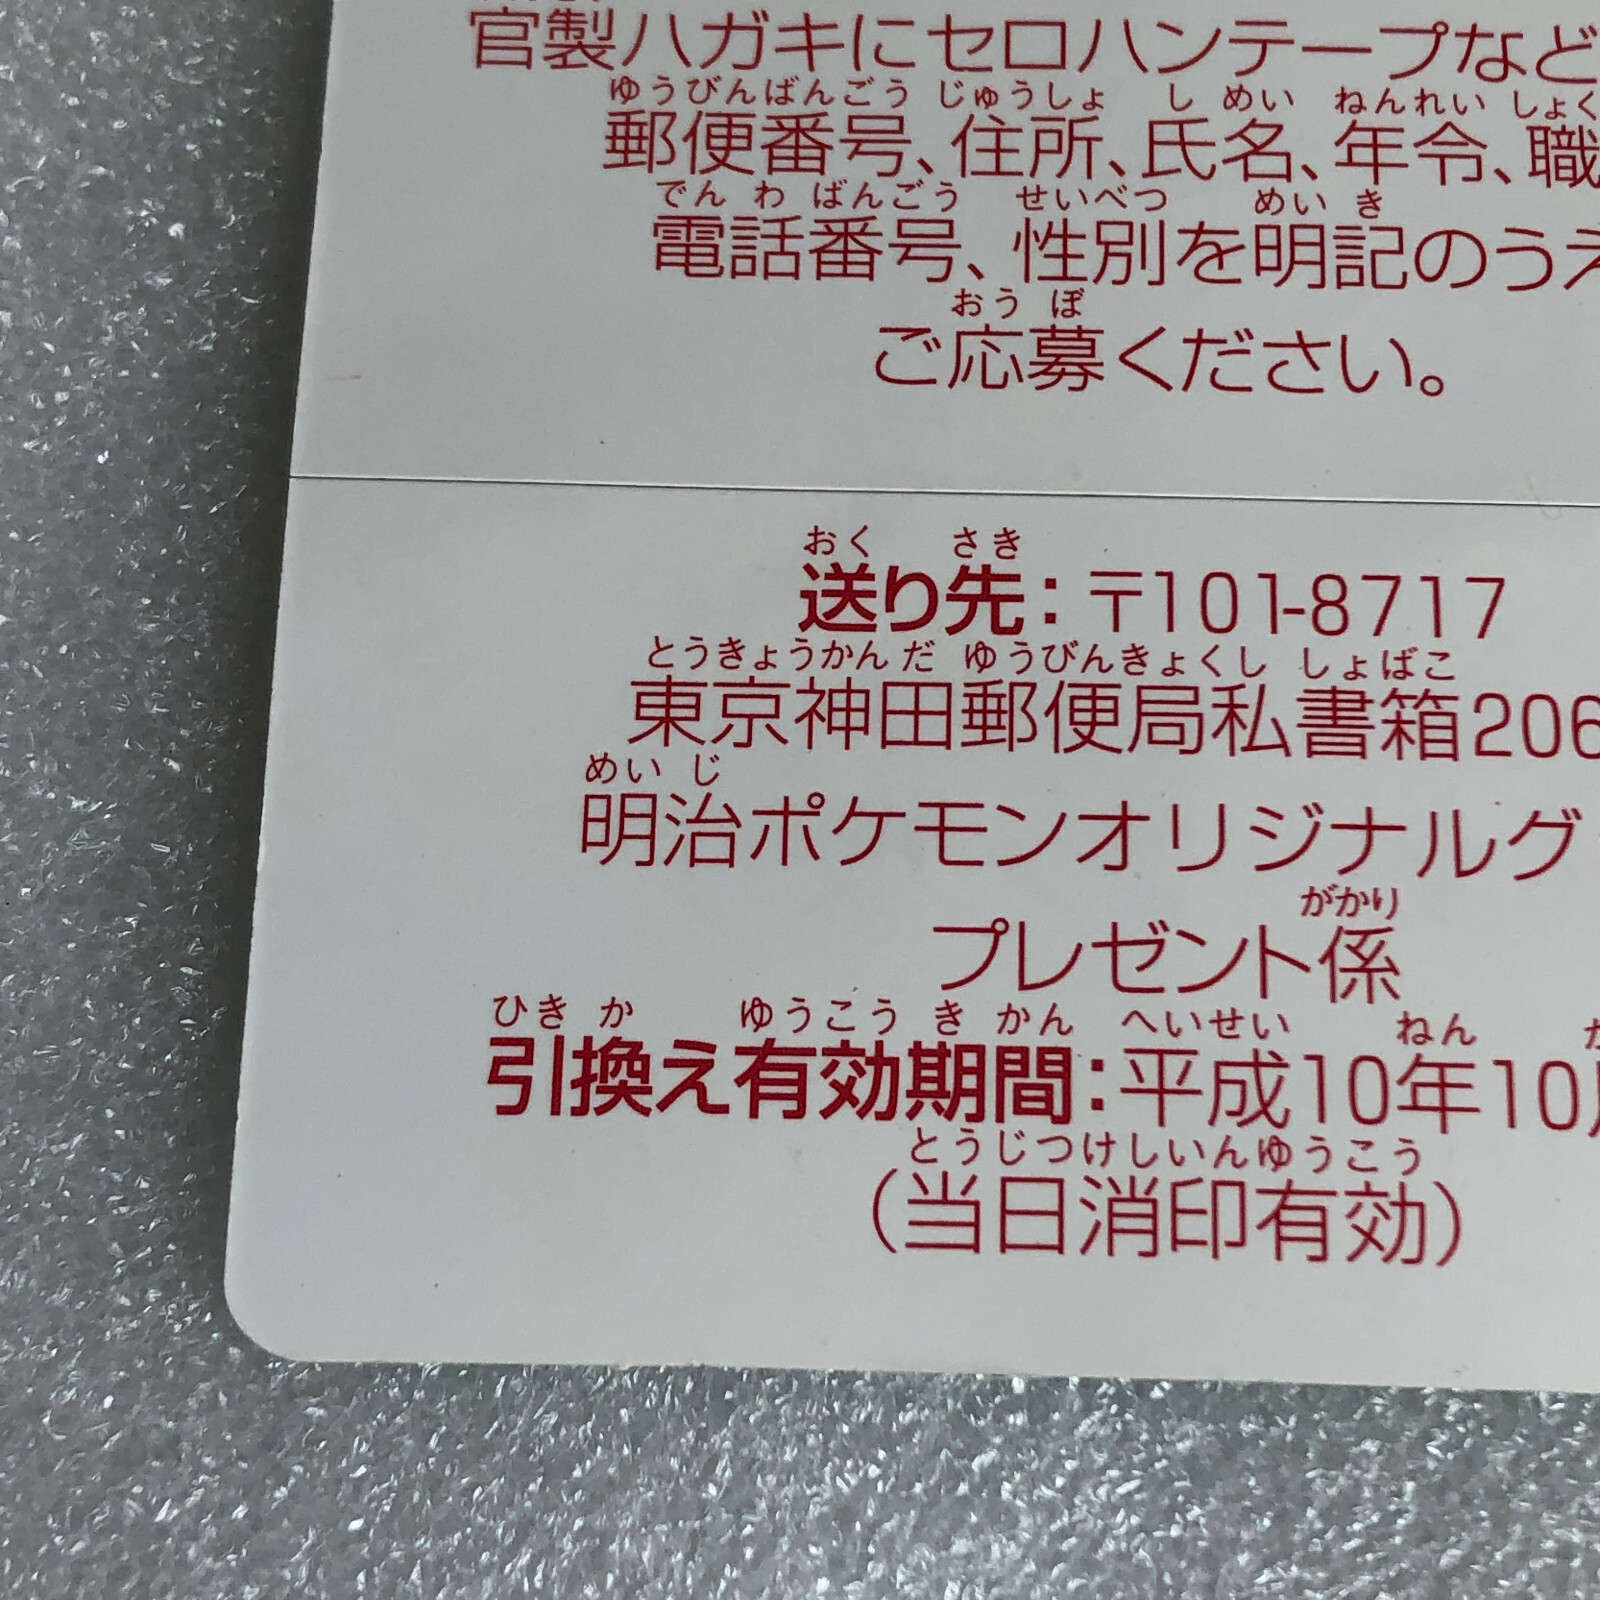 官製ハガキにセロハンテープなど
ゆうびんばんごう じゅうしょ し めい ねんれい しょく
郵便番号、住所、氏名、年令、職
でん わ ばんごう せいべつ めい き
電話番号、性別を明記のうえ
おう ぼ
ご応募ください。
おく さき
送り先：〒101-8717
とうきょうかん だ ゆうびんきょくし しょばこ
東京神田郵便局私書箱206
めい じ
明治ポケモンオリジナルグ
がかり
プレゼント係
ひき か ゆうこう き かん へいせい ねん
引換え有効期間：平成10年10月
とうじつけしいんゆうこう
（当日消印有効）